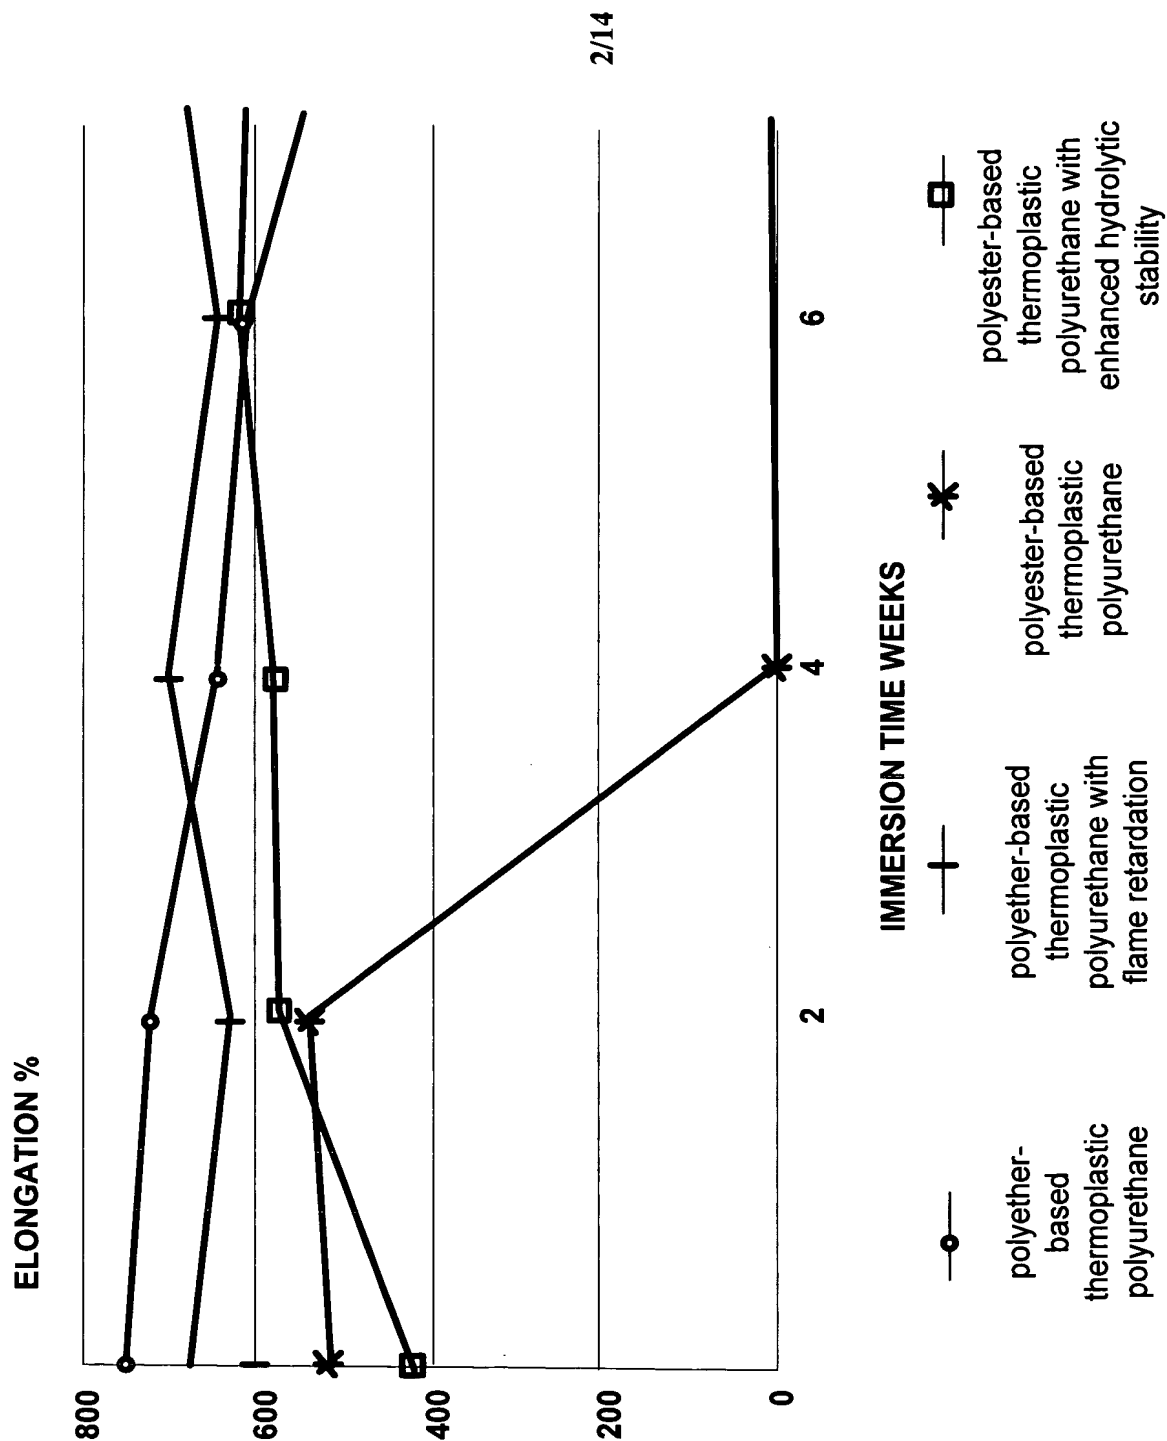 2/14
ELONGATION %
800
600
400
200
0
2
4
6
IMMERSION TIME WEEKS
polyether-
based
thermoplastic
polyurethane
polyether-based
thermoplastic
polyurethane with
flame retardation
polyester-based
thermoplastic
polyurethane
polyester-based
thermoplastic
polyurethane with
enhanced hydrolytic
stability